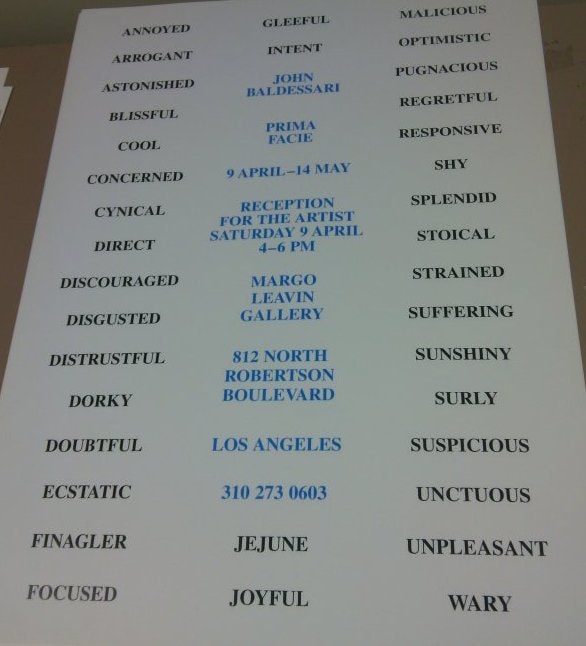 ANNOYED
ARROGANT
ASTONISHED
BLISSFUL
COOL
CONCERNED
CYNICAL
DIRECT
DISCOURAGED
DISGUSTED
DISTRUSTFUL
DORKY
DOUBTFUL
ECSTATIC
FINAGLER
FOCUSED
GLEEFUL
INTENT
JOHN
BALDESSARI
PRIMA
FACIE
9 APRIL–14 MAY
RECEPTION
FOR THE ARTIST
SATURDAY 9 APRIL
4–6 PM
MARGO
LEAVIN
GALLERY
812 NORTH
ROBERTSON
BOULEVARD
LOS ANGELES
310 273 0603
JEJUNE
JOYFUL
MALICIOUS
OPTIMISTIC
PUGNACIOUS
REGRETFUL
RESPONSIVE
SHY
SPLENDID
STOICAL
STRAINED
SUFFERING
SUNSHINY
SURLY
SUSPICIOUS
UNCTUOUS
UNPLEASANT
WARY